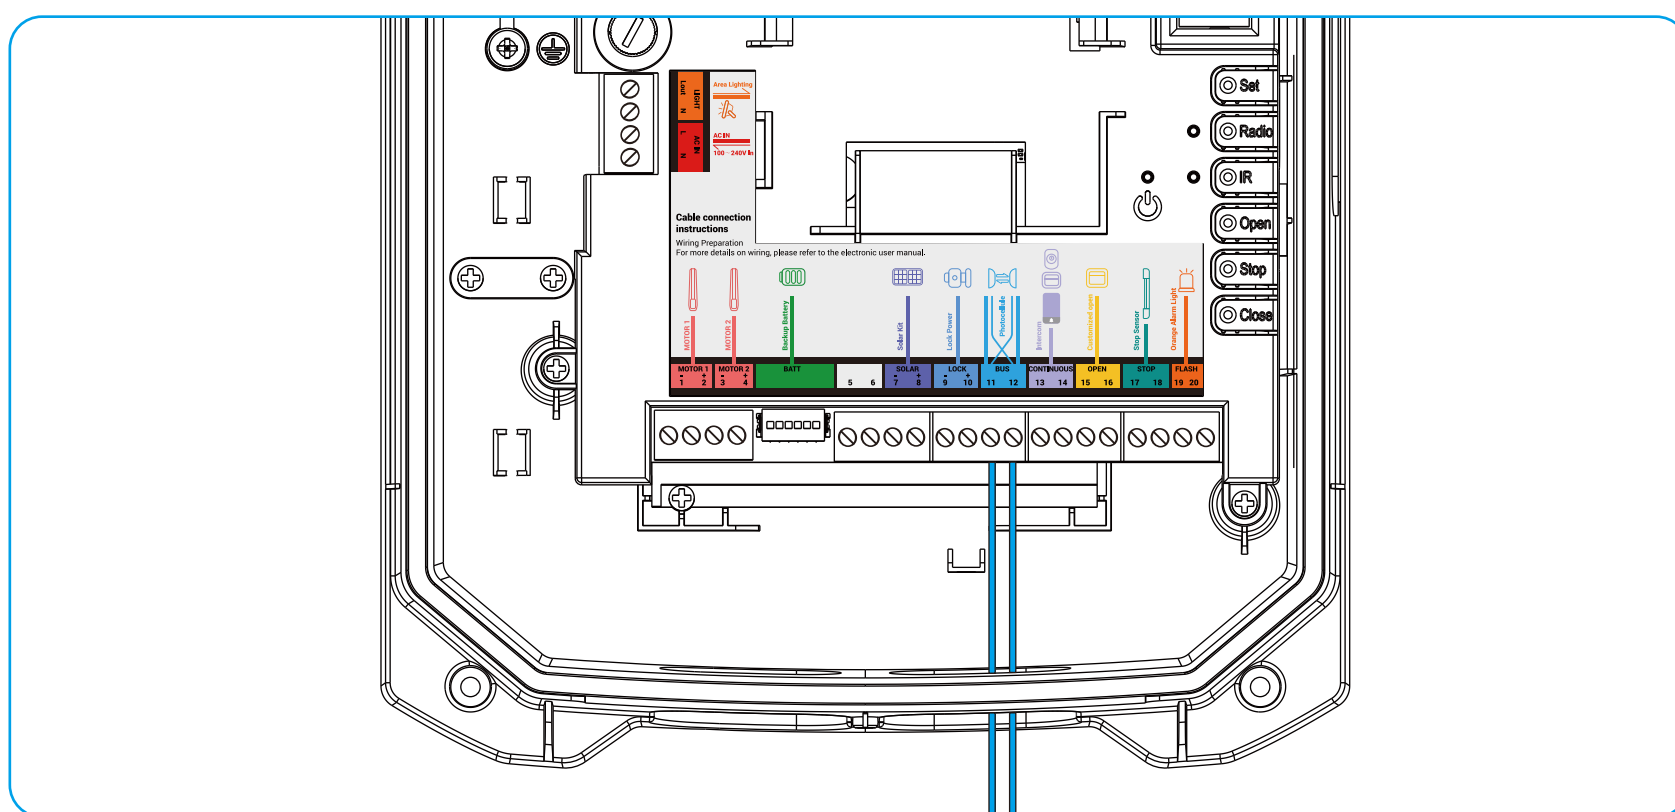 Set
Radio
IR
Open
Stop
Close
LIGHT
Lout N
AC IN
L N
Area Lighting
AC IN
100 - 240V In
Cable connection
instructions
Wiring Preparation
For more details on wiring, please refer to the electronic user manual.
MOTOR 1
MOTOR 2
Backup Battery
Solar Kit
Lock Power
Photocellule
Intercom
Customized open
Stop Sensor
Orange Alarm Light
MOTOR 1 MOTOR 2 BATT SOLAR LOCK BUS CONTINUOUS OPEN STOP FLASH
- + - + - + - +
1 2 3 4 5 6 7 8 9 10 11 12 13 14 15 16 17 18 19 20